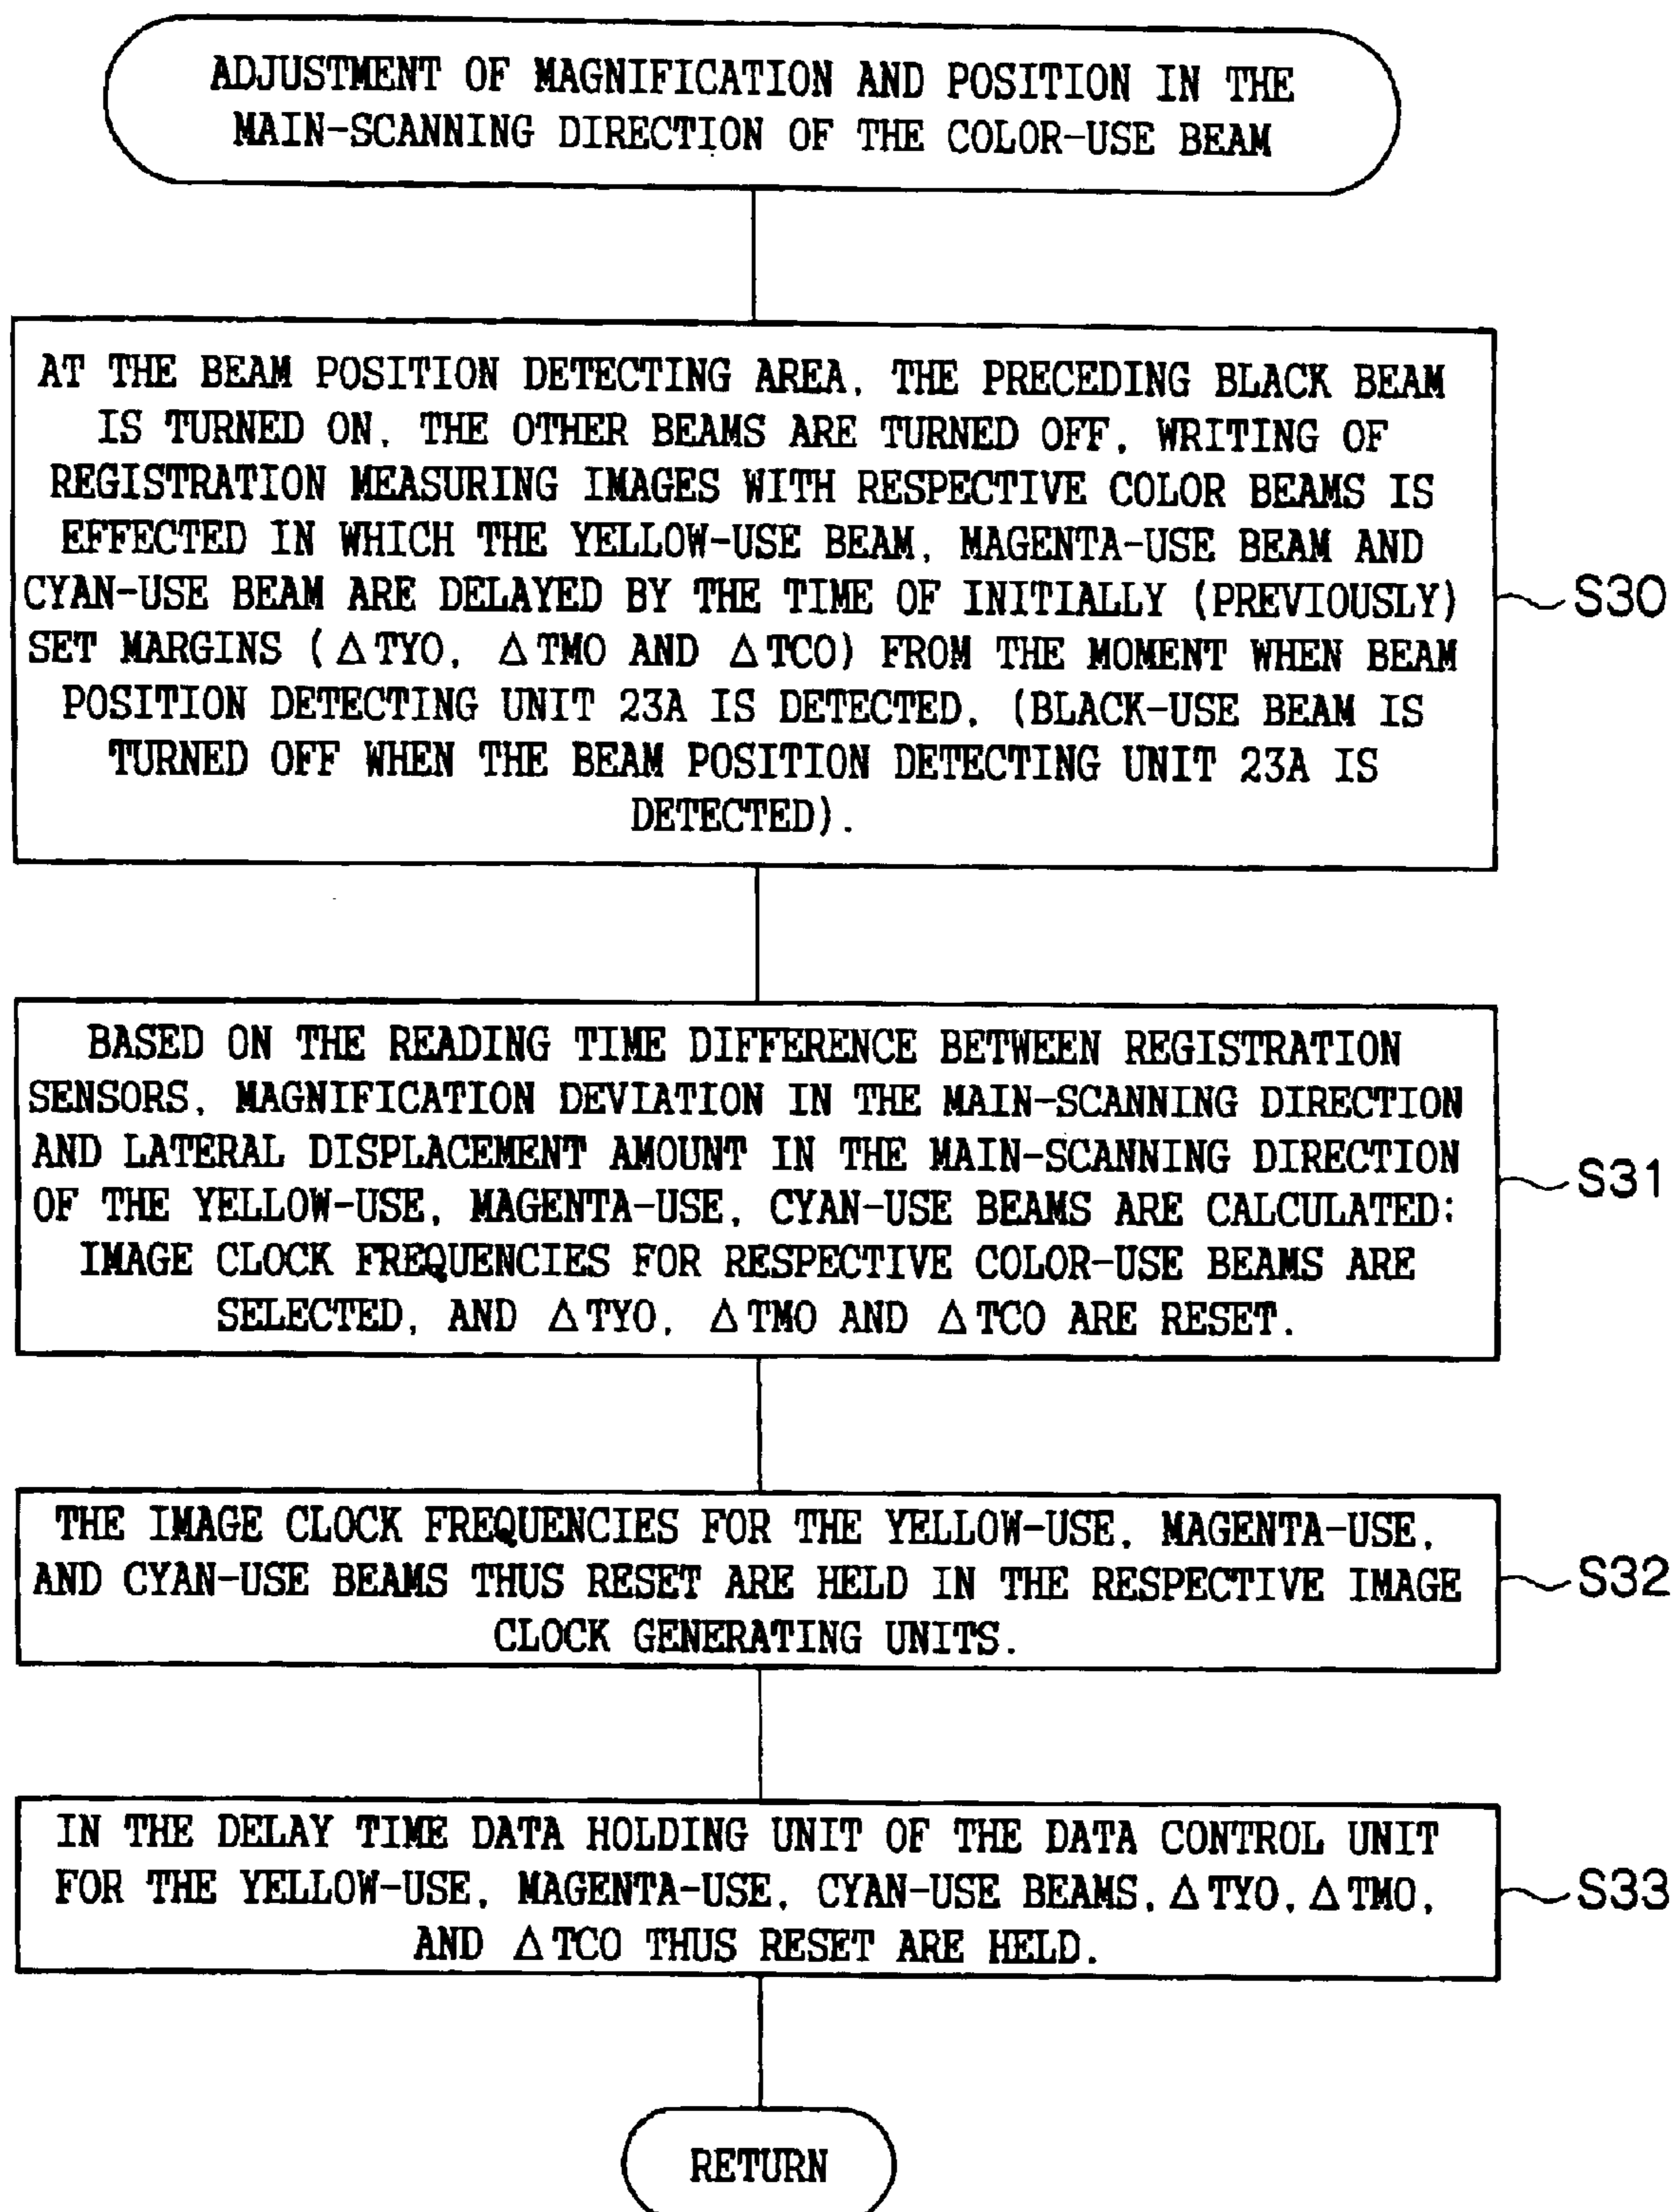 ADJUSTMENT OF MAGNIFICATION AND POSITION IN THE
MAIN-SCANNING DIRECTION OF THE COLOR-USE BEAM
AT THE BEAM POSITION DETECTING AREA, THE PRECEDING BLACK BEAM
IS TURNED ON, THE OTHER BEAMS ARE TURNED OFF, WRITING OF
REGISTRATION MEASURING IMAGES WITH RESPECTIVE COLOR BEAMS IS
EFFECTED IN WHICH THE YELLOW-USE BEAM, MAGENTA-USE BEAM AND
CYAN-USE BEAM ARE DELAYED BY THE TIME OF INITIALLY (PREVIOUSLY)
SET MARGINS (△TYO, △TMO AND △TCO) FROM THE MOMENT WHEN BEAM
POSITION DETECTING UNIT 23A IS DETECTED, (BLACK-USE BEAM IS
TURNED OFF WHEN THE BEAM POSITION DETECTING UNIT 23A IS
DETECTED).
S30
BASED ON THE READING TIME DIFFERENCE BETWEEN REGISTRATION
SENSORS, MAGNIFICATION DEVIATION IN THE MAIN-SCANNING DIRECTION
AND LATERAL DISPLACEMENT AMOUNT IN THE MAIN-SCANNING DIRECTION
OF THE YELLOW-USE, MAGENTA-USE, CYAN-USE BEAMS ARE CALCULATED;
IMAGE CLOCK FREQUENCIES FOR RESPECTIVE COLOR-USE BEAMS ARE
SELECTED, AND △TYO, △TMO AND △TCO ARE RESET.
S31
THE IMAGE CLOCK FREQUENCIES FOR THE YELLOW-USE, MAGENTA-USE,
AND CYAN-USE BEAMS THUS RESET ARE HELD IN THE RESPECTIVE IMAGE
CLOCK GENERATING UNITS.
S32
IN THE DELAY TIME DATA HOLDING UNIT OF THE DATA CONTROL UNIT
FOR THE YELLOW-USE, MAGENTA-USE, CYAN-USE BEAMS, △TYO, △TMO,
AND △TCO THUS RESET ARE HELD.
S33
RETURN